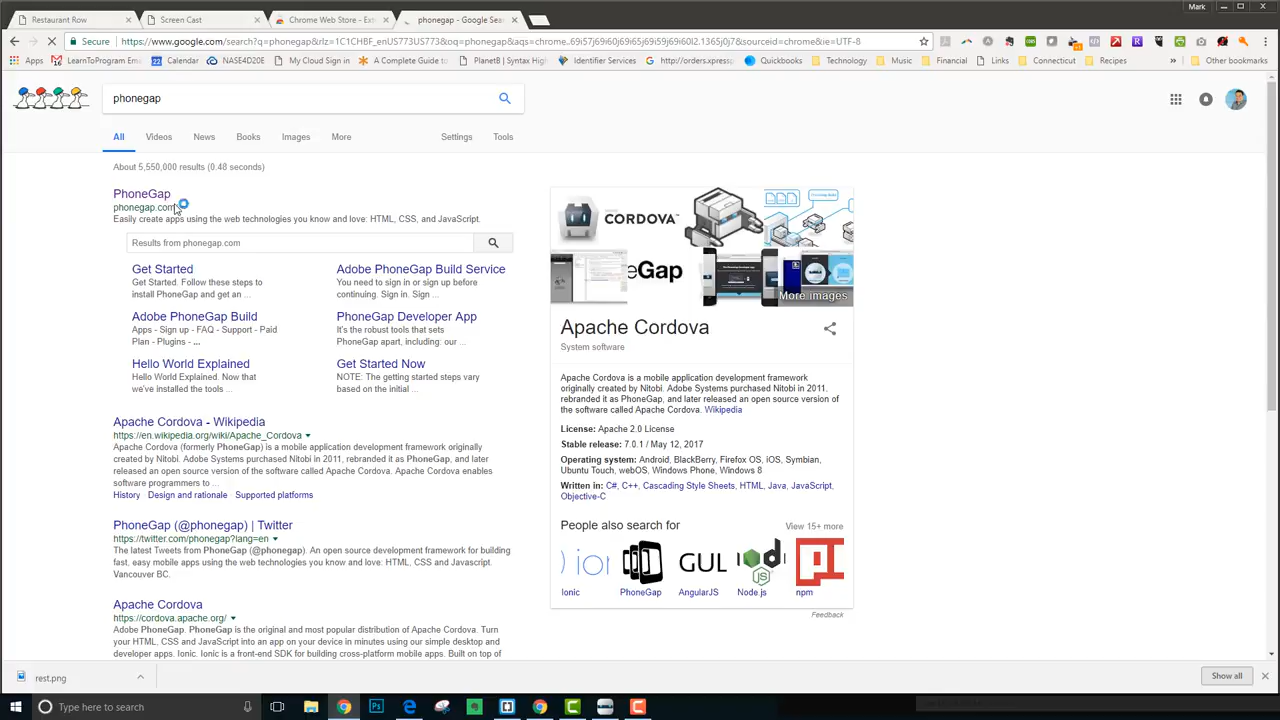 Mark
Restaurant Row
Screen Cast
Chrome Web Store - Ext
phonegap - Google Sea
Secure
https://www.google.com/search?q=phonegap&rlz=1C1CHBF_enUS773US773&oq=phonegap&aqs=chrome..69i57j69i60j69i65j69i59j69i60l2.1365j0j7&sourceid=chrome&ie=UTF-8
Apps
LearnToProgram Ema
Calendar
NASE4D20E
My Cloud Sign in
A Complete Guide to
PlanetB | Syntax High
Identifier Services
http://orders.xpressp
Quickbooks
Technology
Music
Financial
Links
Connecticut
Recipes
»
Other bookmarks
phonegap
All
Videos
News
Books
Images
More
Settings
Tools
About 5,550,000 results (0.48 seconds)
PhoneGap
phonegap.com
Easily create apps using the web technologies you know and love: HTML, CSS, and JavaScript.
Results from phonegap.com
Get Started
Get Started. Follow these steps to
install PhoneGap and get an ...
Adobe PhoneGap Build Service
You need to sign in or sign up before
continuing. Sign in. Sign ...
Adobe PhoneGap Build
Apps - Sign up - FAQ - Support - Paid
Plan - Plugins - ...
PhoneGap Developer App
It's the robust tools that sets
PhoneGap apart, including: our ...
Hello World Explained
Hello World Explained. Now that
we've installed the tools ...
Get Started Now
NOTE: The getting started steps vary
based on the initial ...
Apache Cordova - Wikipedia
https://en.wikipedia.org/wiki/Apache_Cordova
Apache Cordova (formerly PhoneGap) is a mobile application development framework originally
created by Nitobi. Adobe Systems purchased Nitobi in 2011, rebranded it as PhoneGap, and later
released an open source version of the software called Apache Cordova. Apache Cordova enables
software programmers to ...
History
Design and rationale
Supported platforms
PhoneGap (@phonegap) | Twitter
https://twitter.com/phonegap?lang=en
The latest Tweets from PhoneGap (@phonegap). An open source development framework for building
fast, easy mobile apps using the web technologies you know and love: HTML, CSS and Javascript.
Vancouver BC.
Apache Cordova
https://cordova.apache.org/
Adobe PhoneGap. PhoneGap is the original and most popular distribution of Apache Cordova. Turn
your HTML, CSS and JavaScript into an app on your device in minutes using our simple desktop and
developer apps. Ionic. Ionic is a front-end SDK for building cross-platform mobile apps. Built on top of
CORDOVA™
eGap
More images
Apache Cordova
System software
Apache Cordova is a mobile application development framework
originally created by Nitobi. Adobe Systems purchased Nitobi in 2011,
rebranded it as PhoneGap, and later released an open source version of
the software called Apache Cordova. Wikipedia
License: Apache 2.0 License
Stable release: 7.0.1 / May 12, 2017
Operating system: Android, BlackBerry, Firefox OS, iOS, Symbian,
Ubuntu Touch, webOS, Windows Phone, Windows 8
Written in: C#, C++, Cascading Style Sheets, HTML, Java, JavaScript,
Objective-C
People also search for
View 15+ more
ion
GUL
Ionic
PhoneGap
AngularJS
Node.js
npm
Feedback
rest.png
Show all
Type here to search